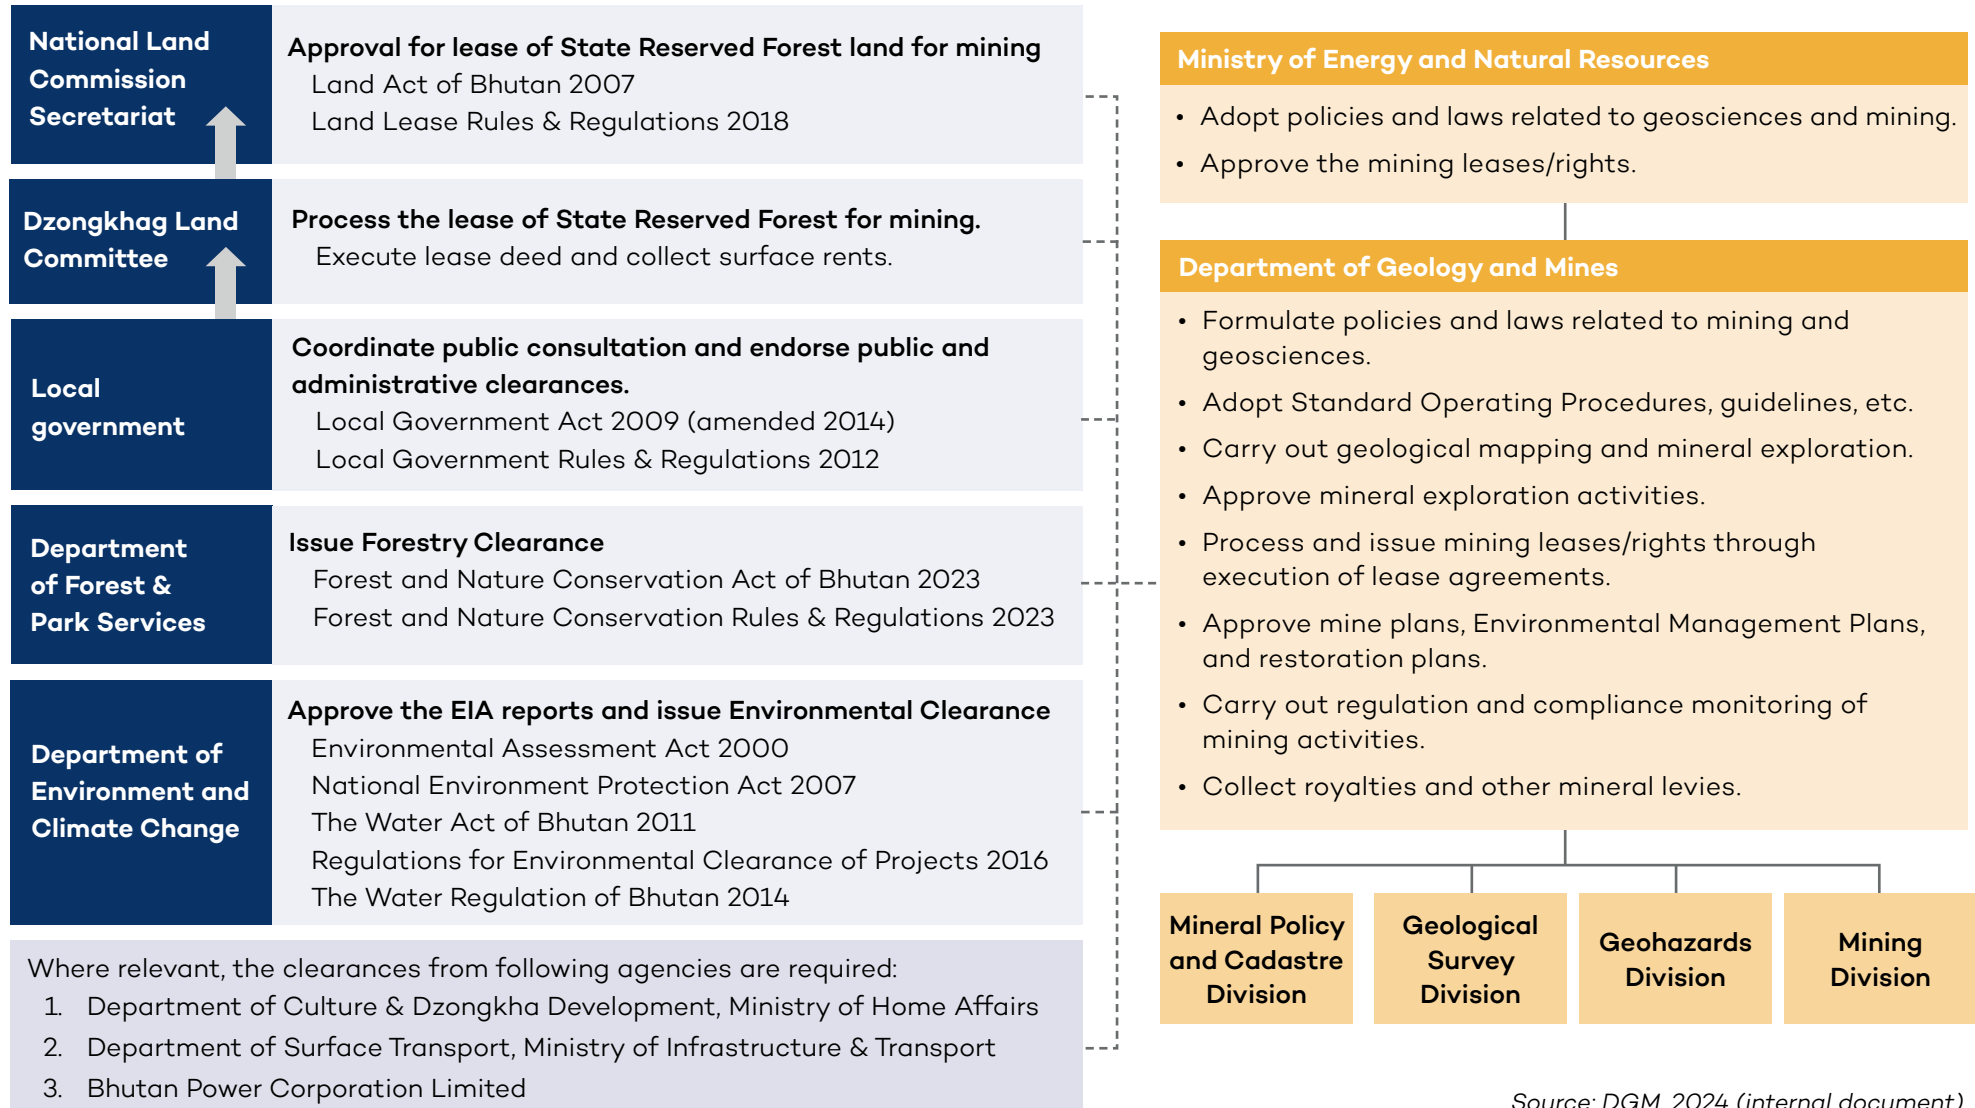 National Land
Commission
Secretariat
Approval for lease of State Reserved Forest land for mining
Land Act of Bhutan 2007
Land Lease Rules & Regulations 2018
Dzongkhag Land
Committee
Process the lease of State Reserved Forest for mining.
Execute lease deed and collect surface rents.
Local
government
Coordinate public consultation and endorse public and
administrative clearances.
Local Government Act 2009 (amended 2014)
Local Government Rules & Regulations 2012
Department
of Forest &
Park Services
Issue Forestry Clearance
Forest and Nature Conservation Act of Bhutan 2023
Forest and Nature Conservation Rules & Regulations 2023
Department of
Environment and
Climate Change
Approve the EIA reports and issue Environmental Clearance
Environmental Assessment Act 2000
National Environment Protection Act 2007
The Water Act of Bhutan 2011
Regulations for Environmental Clearance of Projects 2016
The Water Regulation of Bhutan 2014
Where relevant, the clearances from following agencies are required:
1. Department of Culture & Dzongkha Development, Ministry of Home Affairs
2. Department of Surface Transport, Ministry of Infrastructure & Transport
3. Bhutan Power Corporation Limited
Ministry of Energy and Natural Resources
• Adopt policies and laws related to geosciences and mining.
• Approve the mining leases/rights.
Department of Geology and Mines
• Formulate policies and laws related to mining and
geosciences.
• Adopt Standard Operating Procedures, guidelines, etc.
• Carry out geological mapping and mineral exploration.
• Approve mineral exploration activities.
• Process and issue mining leases/rights through
execution of lease agreements.
• Approve mine plans, Environmental Management Plans,
and restoration plans.
• Carry out regulation and compliance monitoring of
mining activities.
• Collect royalties and other mineral levies.
Mineral Policy
and Cadastre
Division
Geological
Survey
Division
Geohazards
Division
Mining
Division
Source: DGM, 2024 (internal document)